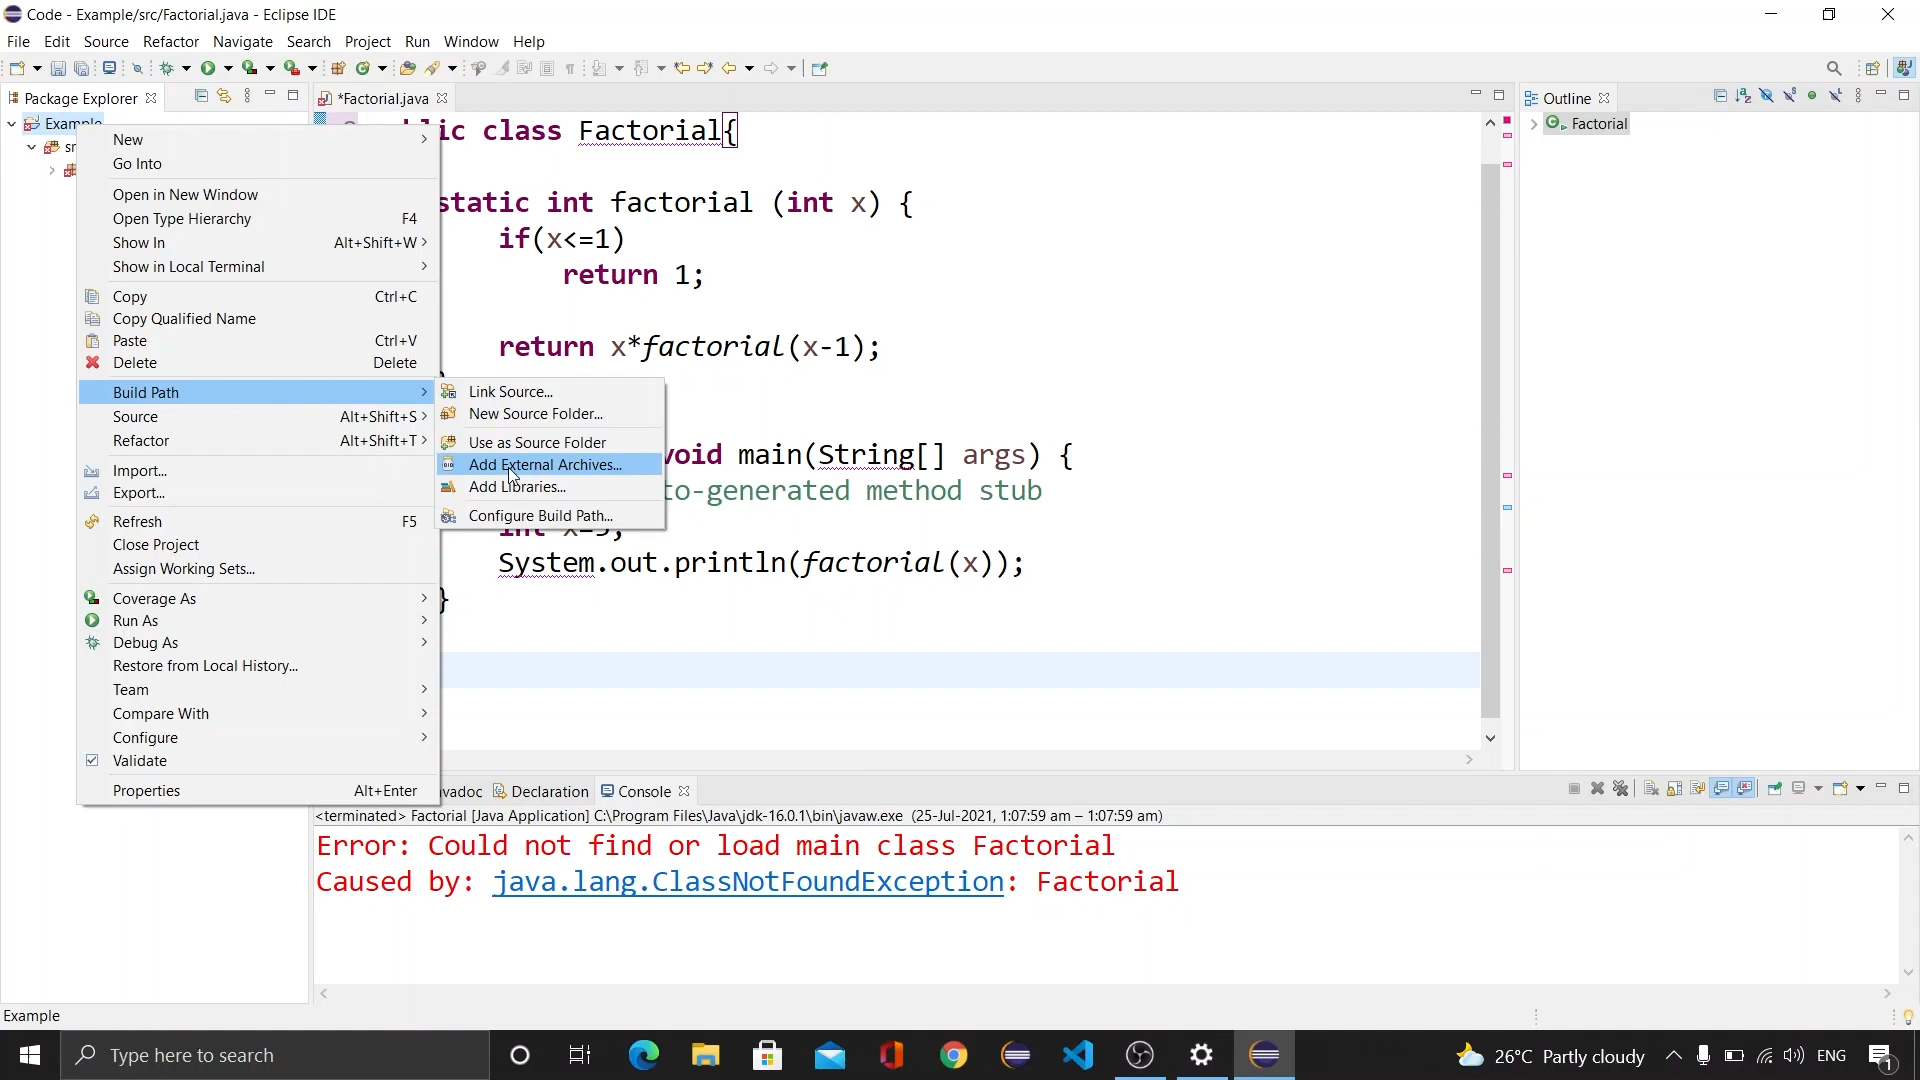 Code - Example/src/Factorial.java - Eclipse IDE
File Edit Source Refactor Navigate Search Project Run Window Help
Package Explorer
*Factorial.java
Outline
Example
Factorial
New
Go Into
Open in New Window
Open Type Hierarchy F4
Show In Alt+Shift+W
Show in Local Terminal
Copy Ctrl+C
Copy Qualified Name
Paste Ctrl+V
Delete Delete
Build Path
Source Alt+Shift+S
Refactor Alt+Shift+T
Import...
Export...
Refresh F5
Close Project
Assign Working Sets...
Coverage As
Run As
Debug As
Restore from Local History...
Team
Compare With
Configure
Validate
Properties Alt+Enter
Link Source...
New Source Folder...
Use as Source Folder
Add External Archives...
Add Libraries...
Configure Build Path...
lic class Factorial{
static int factorial (int x) {
if(x<=1)
return 1;
return x*factorial(x-1);
void main(String[] args) {
to-generated method stub
System.out.println(factorial(x));
}
vadoc Declaration Console
<terminated> Factorial [Java Application] C:\Program Files\Java\jdk-16.0.1\bin\javaw.exe (25-Jul-2021, 1:07:59 am – 1:07:59 am)
Error: Could not find or load main class Factorial
Caused by: java.lang.ClassNotFoundException: Factorial
Example
Type here to search
26°C Partly cloudy
ENG
1